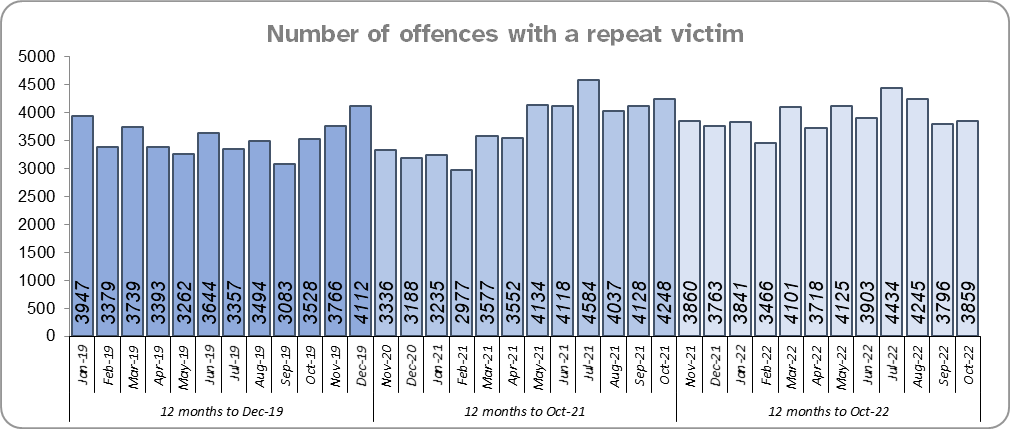 Number of offences with a repeat victim
5000
4500
4000
3500
3000
2500
2000
1500
1000
500
0
3947 3379 3739 3393 3262 3644 3357 3494 3083 3528 3766 4112 3336 3188 3235 2977 3577 3552 4134 4118 4584 4037 4128 4248 3860 3763 3841 3466 4101 3718 4125 3903 4434 4245 3796 3859
Jan-19 Feb-19 Mar-19 Apr-19 May-19 Jun-19 Jul-19 Aug-19 Sep-19 Oct-19 Nov-19 Dec-19 Nov-20 Dec-20 Jan-21 Feb-21 Mar-21 Apr-21 May-21 Jun-21 Jul-21 Aug-21 Sep-21 Oct-21 Nov-21 Dec-21 Jan-22 Feb-22 Mar-22 Apr-22 May-22 Jun-22 Jul-22 Aug-22 Sep-22 Oct-22
12 months to Dec-19 12 months to Oct-21 12 months to Oct-22